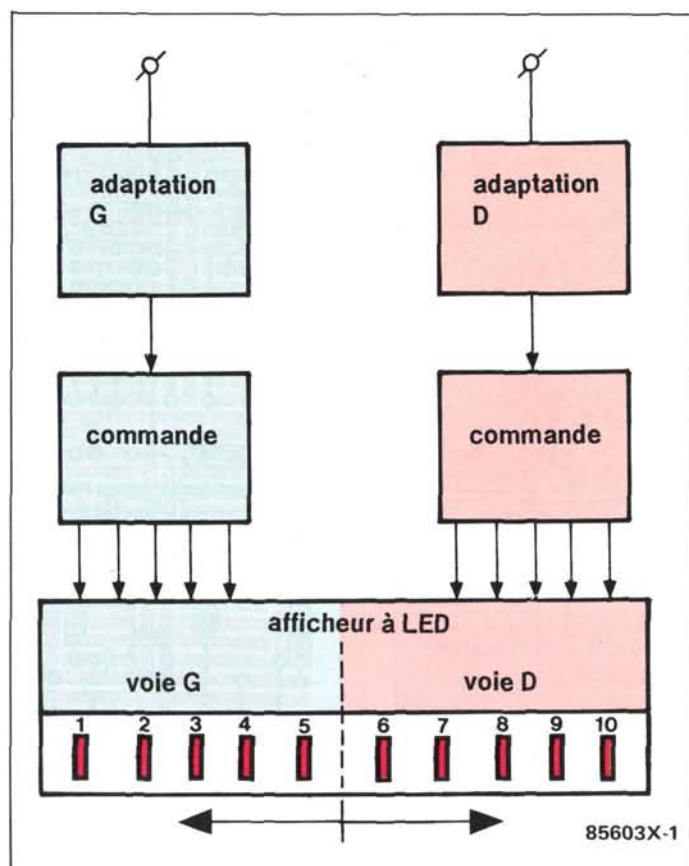 adaptation
G
adaptation
D
commande
commande
afficheur à LED
voie G
voie D
1 2 3 4 5 6 7 8 9 10
85603X-1